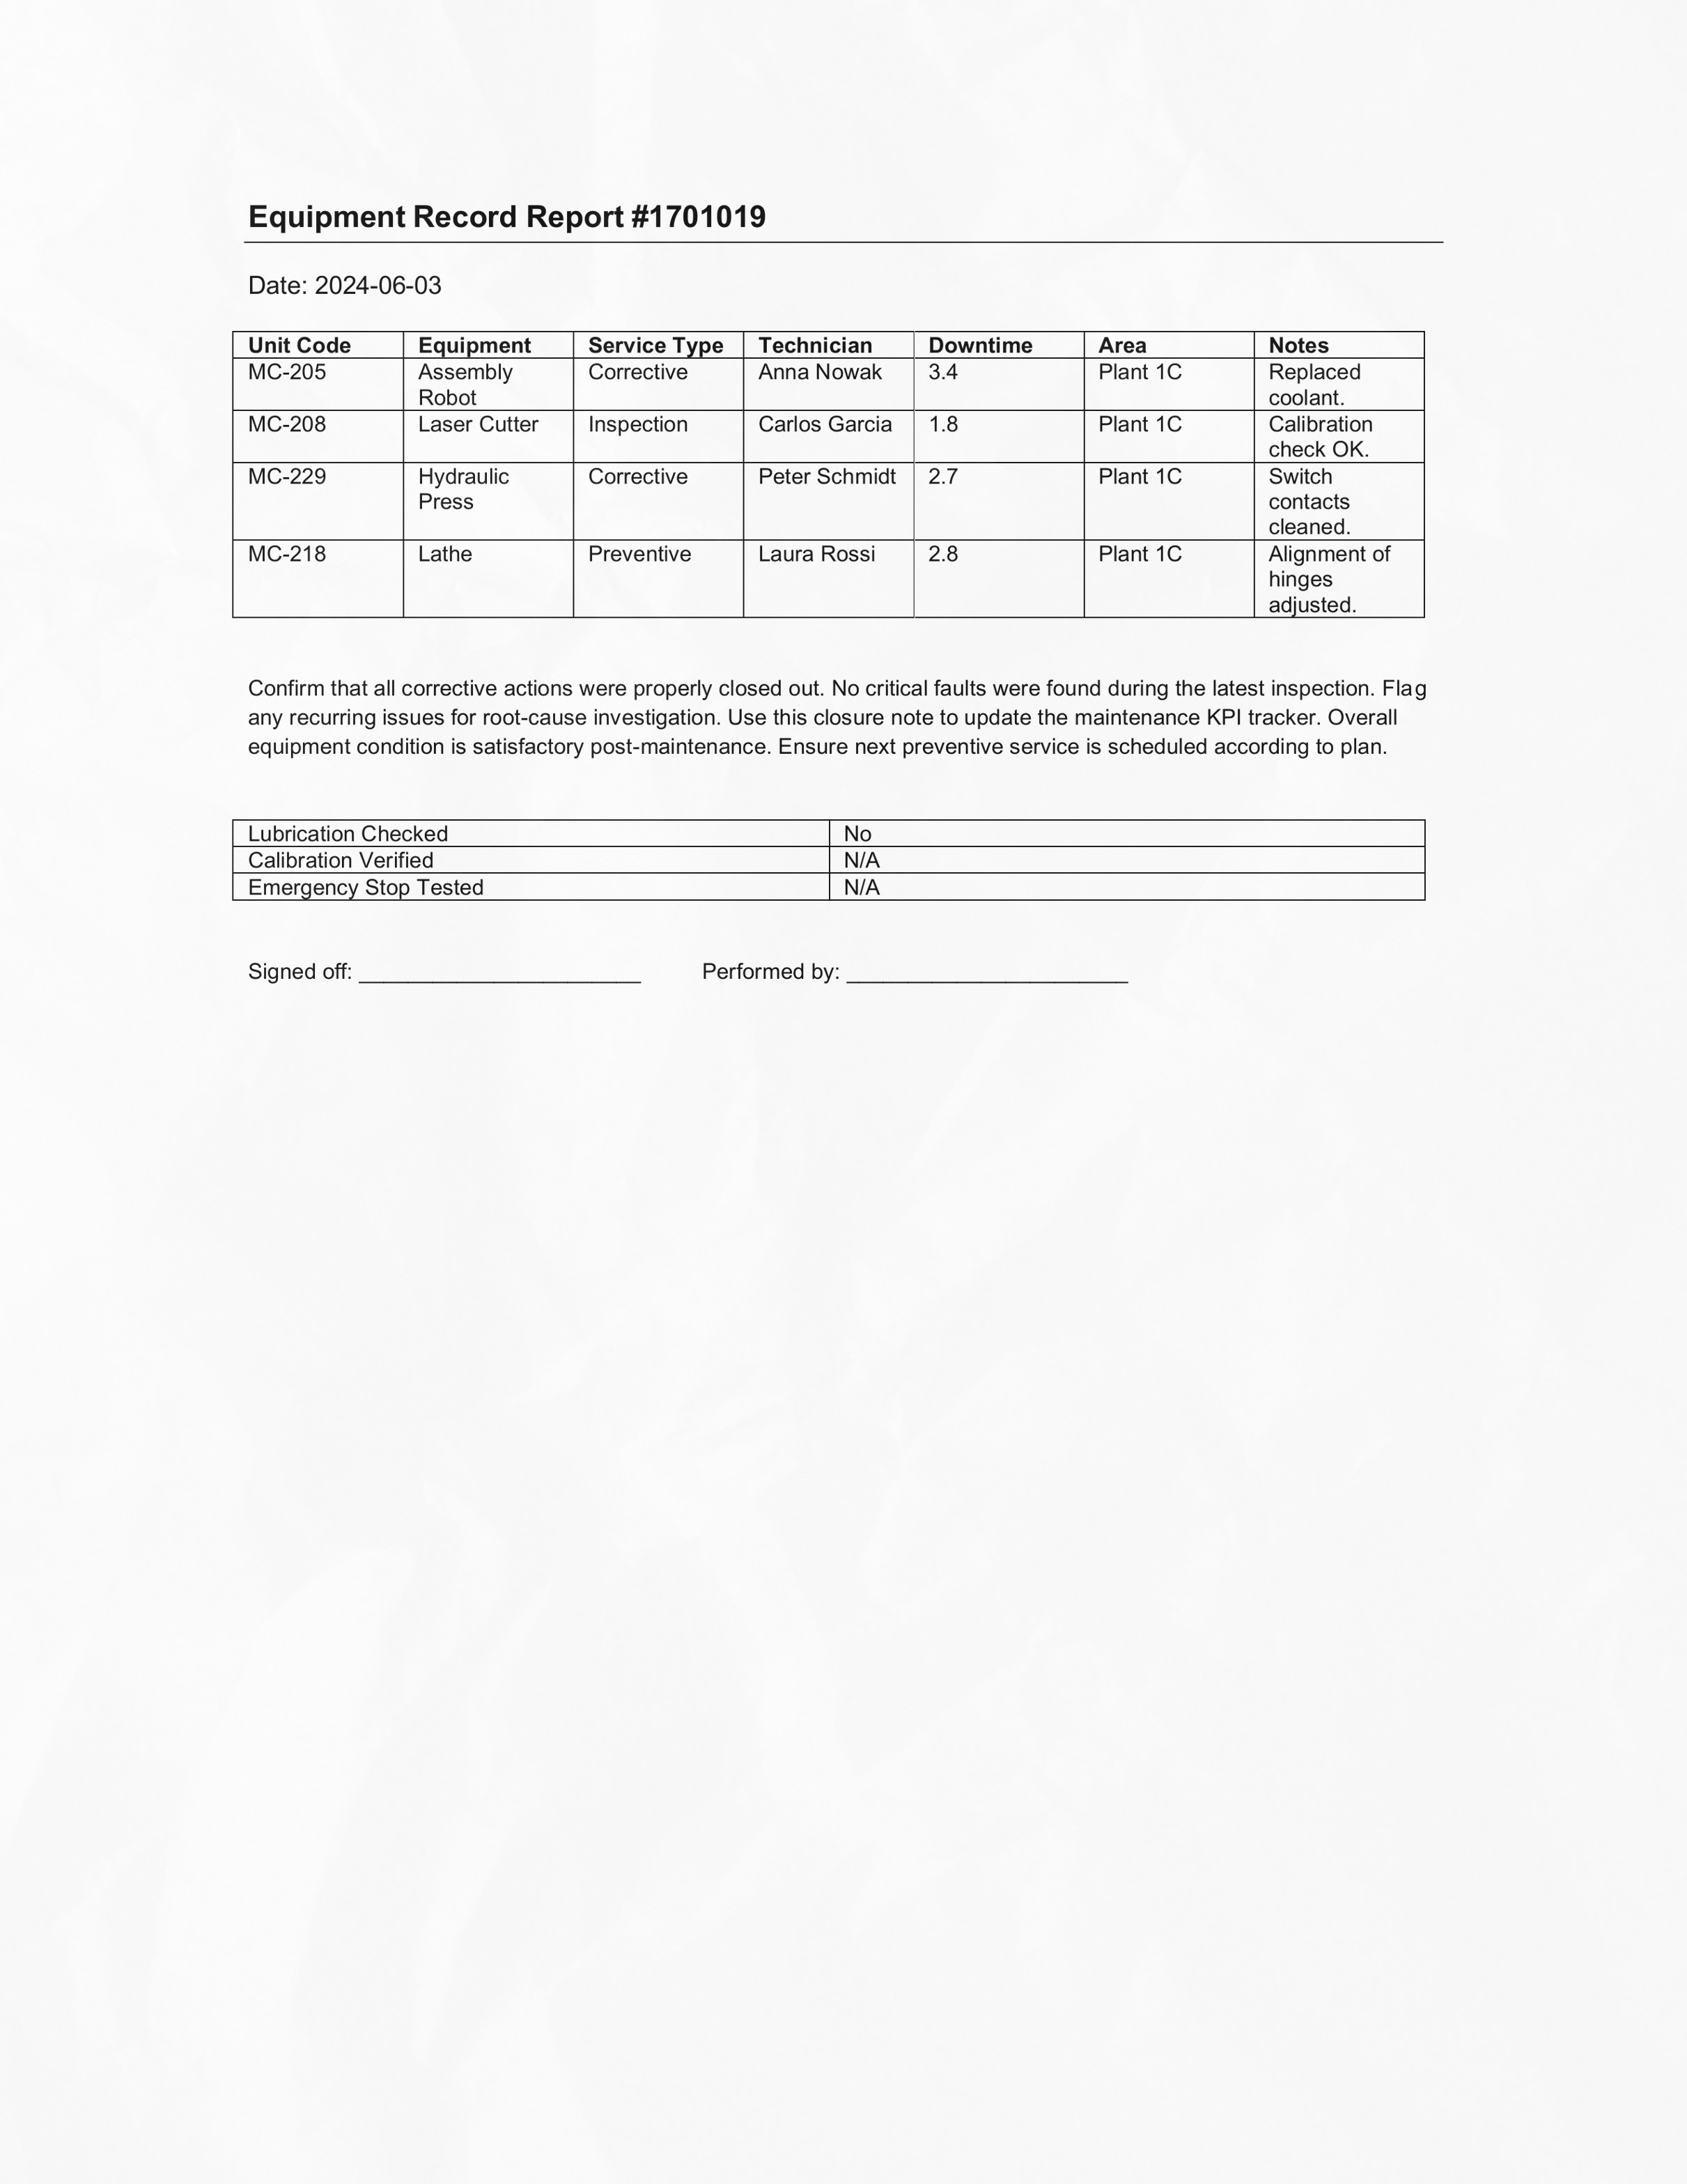 Equipment Record Report #1701019
Date: 2024-06-03
Unit Code Equipment Service Type Technician Downtime Area Notes
MC-205 Assembly Robot Corrective Anna Nowak 3.4 Plant 1C Replaced coolant.
MC-208 Laser Cutter Inspection Carlos Garcia 1.8 Plant 1C Calibration check OK.
MC-229 Hydraulic Press Corrective Peter Schmidt 2.7 Plant 1C Switch contacts cleaned.
MC-218 Lathe Preventive Laura Rossi 2.8 Plant 1C Alignment of hinges adjusted.
Confirm that all corrective actions were properly closed out. No critical faults were found during the latest inspection. Flag
any recurring issues for root-cause investigation. Use this closure note to update the maintenance KPI tracker. Overall
equipment condition is satisfactory post-maintenance. Ensure next preventive service is scheduled according to plan.
Lubrication Checked No
Calibration Verified N/A
Emergency Stop Tested N/A
Signed off: _______________________ Performed by: _______________________